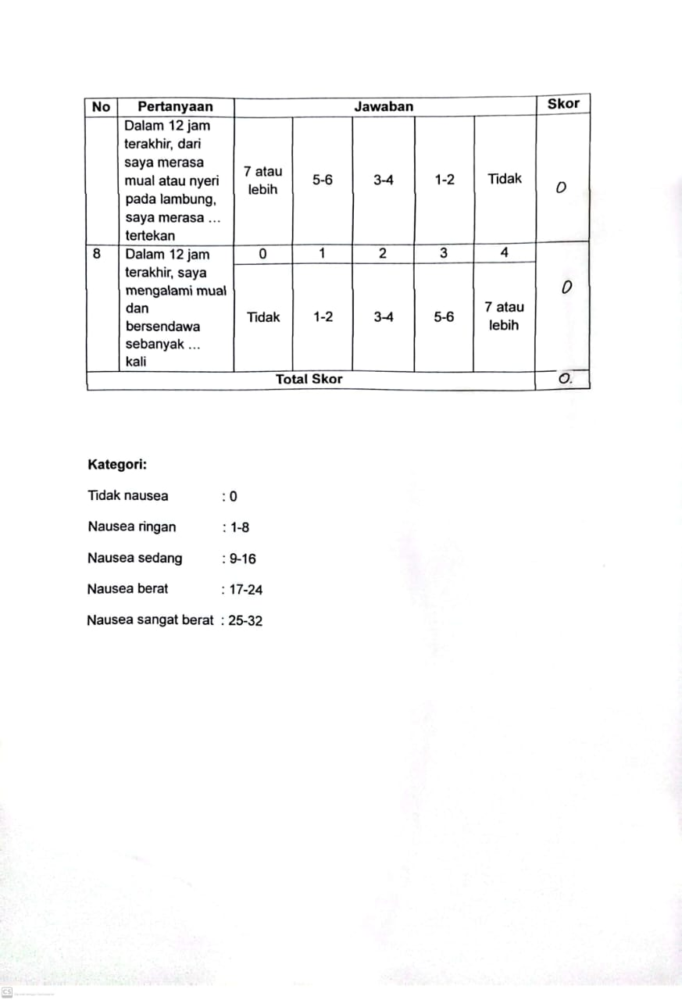 No Pertanyaan Jawaban Skor
Dalam 12 jam
terakhir, dari
saya merasa
mual atau nyeri
pada lambung,
saya merasa ...
tertekan
7 atau
lebih
5-6
3-4
1-2
Tidak
0
8
Dalam 12 jam
terakhir, saya
mengalami mual
dan
bersendawa
sebanyak ...
kali
0 1 2 3 4
Tidak
1-2
3-4
5-6
7 atau
lebih
0
Total Skor 0.
Kategori:
Tidak nausea : 0
Nausea ringan : 1-8
Nausea sedang : 9-16
Nausea berat : 17-24
Nausea sangat berat : 25-32
CS